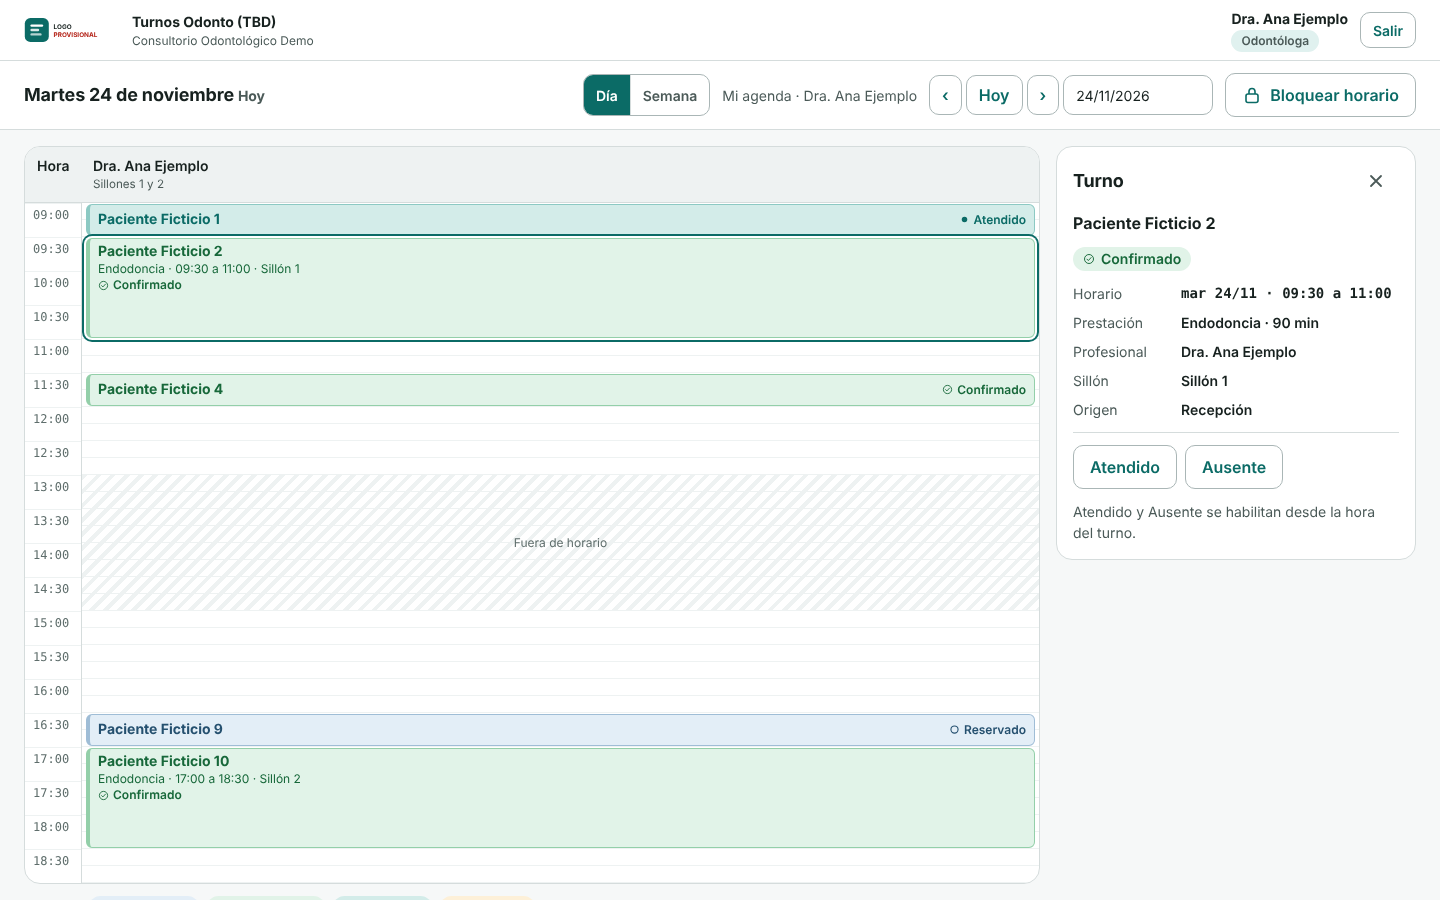 LOGO
PROVISIONAL
Turnos Odonto (TBD)
Consultorio Odontológico Demo
Dra. Ana Ejemplo
Odontóloga
Salir
Martes 24 de noviembre Hoy
Día
Semana
Mi agenda · Dra. Ana Ejemplo
‹
Hoy
›
24/11/2026
Bloquear horario
Hora
Dra. Ana Ejemplo
Sillones 1 y 2
09:00
Paciente Ficticio 1
Atendido
09:30
Paciente Ficticio 2
Endodoncia · 09:30 a 11:00 · Sillón 1
Confirmado
10:00
10:30
11:00
11:30
Paciente Ficticio 4
Confirmado
12:00
12:30
13:00
13:30
Fuera de horario
14:00
14:30
15:00
15:30
16:00
16:30
Paciente Ficticio 9
Reservado
17:00
Paciente Ficticio 10
Endodoncia · 17:00 a 18:30 · Sillón 2
Confirmado
17:30
18:00
18:30
Turno
Paciente Ficticio 2
Confirmado
Horario mar 24/11 · 09:30 a 11:00
Prestación Endodoncia · 90 min
Profesional Dra. Ana Ejemplo
Sillón Sillón 1
Origen Recepción
Atendido
Ausente
Atendido y Ausente se habilitan desde la hora
del turno.